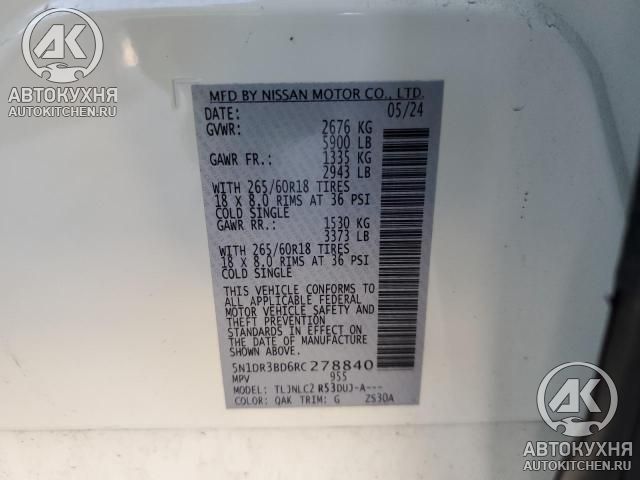 АК
АВТОКУХНЯ
AUTOKITCHEN.RU
MFD BY NISSAN MOTOR CO., LTD.
DATE: 05/24
GVWR: 2676 KG
5900 LB
GAWR FR.: 1335 KG
2943 LB
WITH 265/60R18 TIRES
18 X 8.0 RIMS AT 36 PSI
COLD SINGLE
GAWR RR.: 1530 KG
3373 LB
WITH 265/60R18 TIRES
18 X 8.0 RIMS AT 36 PSI
COLD SINGLE
THIS VEHICLE CONFORMS TO
ALL APPLICABLE FEDERAL
MOTOR VEHICLE SAFETY AND
THEFT PREVENTION
STANDARDS IN EFFECT ON THE
DATE OF MANUFACTURE SHOWN ABOVE.
5N1DR3BD6RC278840
MPV 955
MODEL: TLJNLC2 R53DUJ-A---
COLOR: QAK TRIM: G ZS30A
АК
АВТОКУХНЯ
AUTOKITCHEN.RU